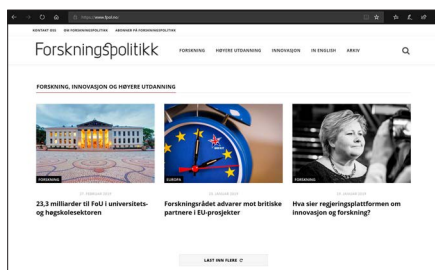 https://www.fpol.no/
KONTAKT OSS OM FORSKNINGSPOLITIKK ABONNER PÅ FORSKNINGSPOLITIKK
Forskningspolitikk
FORSKNING HØYERE UTDANNING INNOVASJON IN ENGLISH ARKIV
FORSKNING, INNOVASJON OG HØYERE UTDANNING
FORSKNING EUROPA FORSKNING
23,3 milliarder til FoU i universitets- Forskningsrådet advarer mot britiske Hva sier regjeringsplattformen om
og høgskolesektoren partnere i EU-prosjekter innovasjon og forskning?
LAST INN FLERE